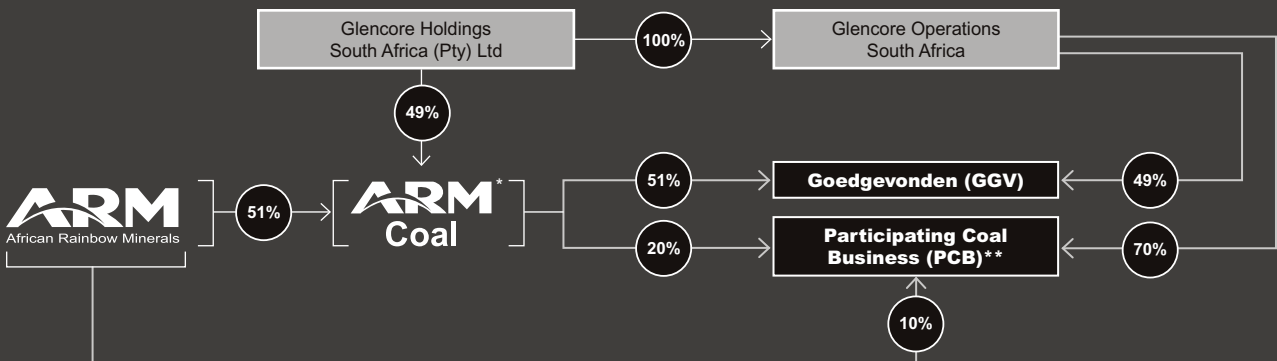 Glencore Holdings
South Africa (Pty) Ltd
100%
Glencore Operations
South Africa
49%
ARM
African Rainbow Minerals
51%
ARM*
Coal
51%
Goedgevonden (GGV)
49%
20%
Participating Coal
Business (PCB)**
70%
10%